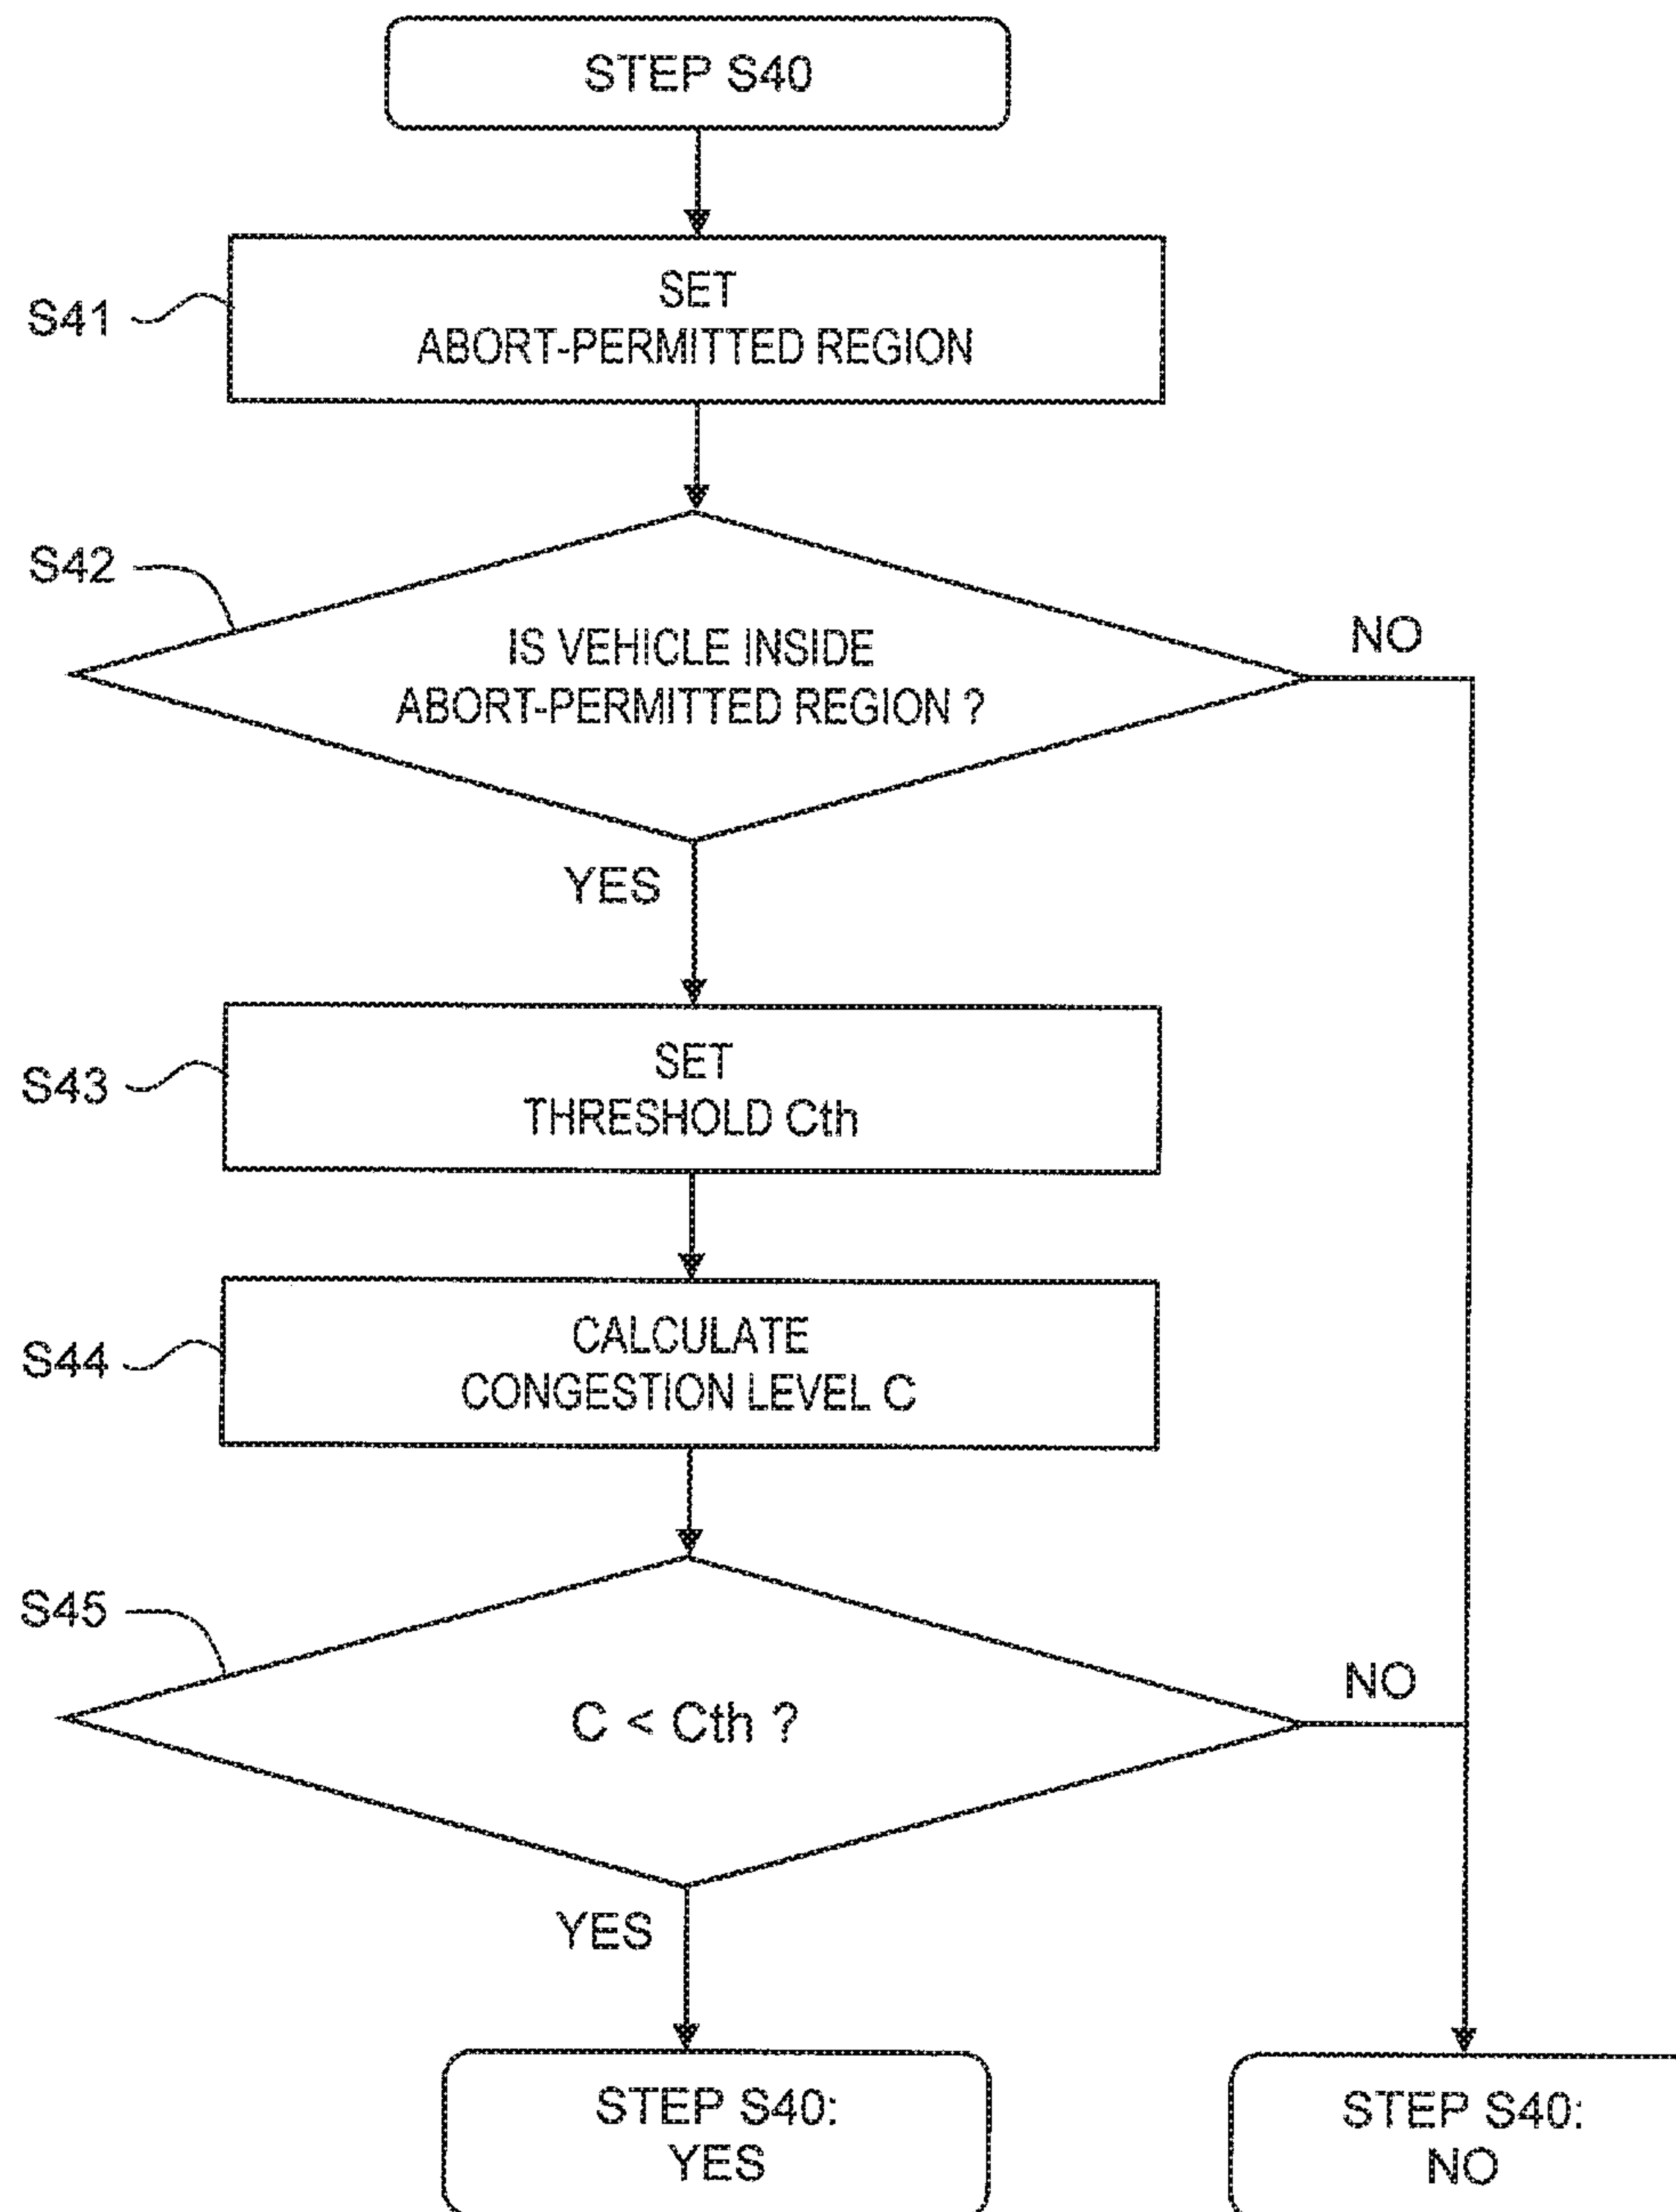 STEP S40
S41
SET
ABORT-PERMITTED REGION
S42
IS VEHICLE INSIDE
ABORT-PERMITTED REGION ?
NO
YES
S43
SET
THRESHOLD Cth
S44
CALCULATE
CONGESTION LEVEL C
S45
C < Cth ?
NO
YES
STEP S40:
YES
STEP S40:
NO